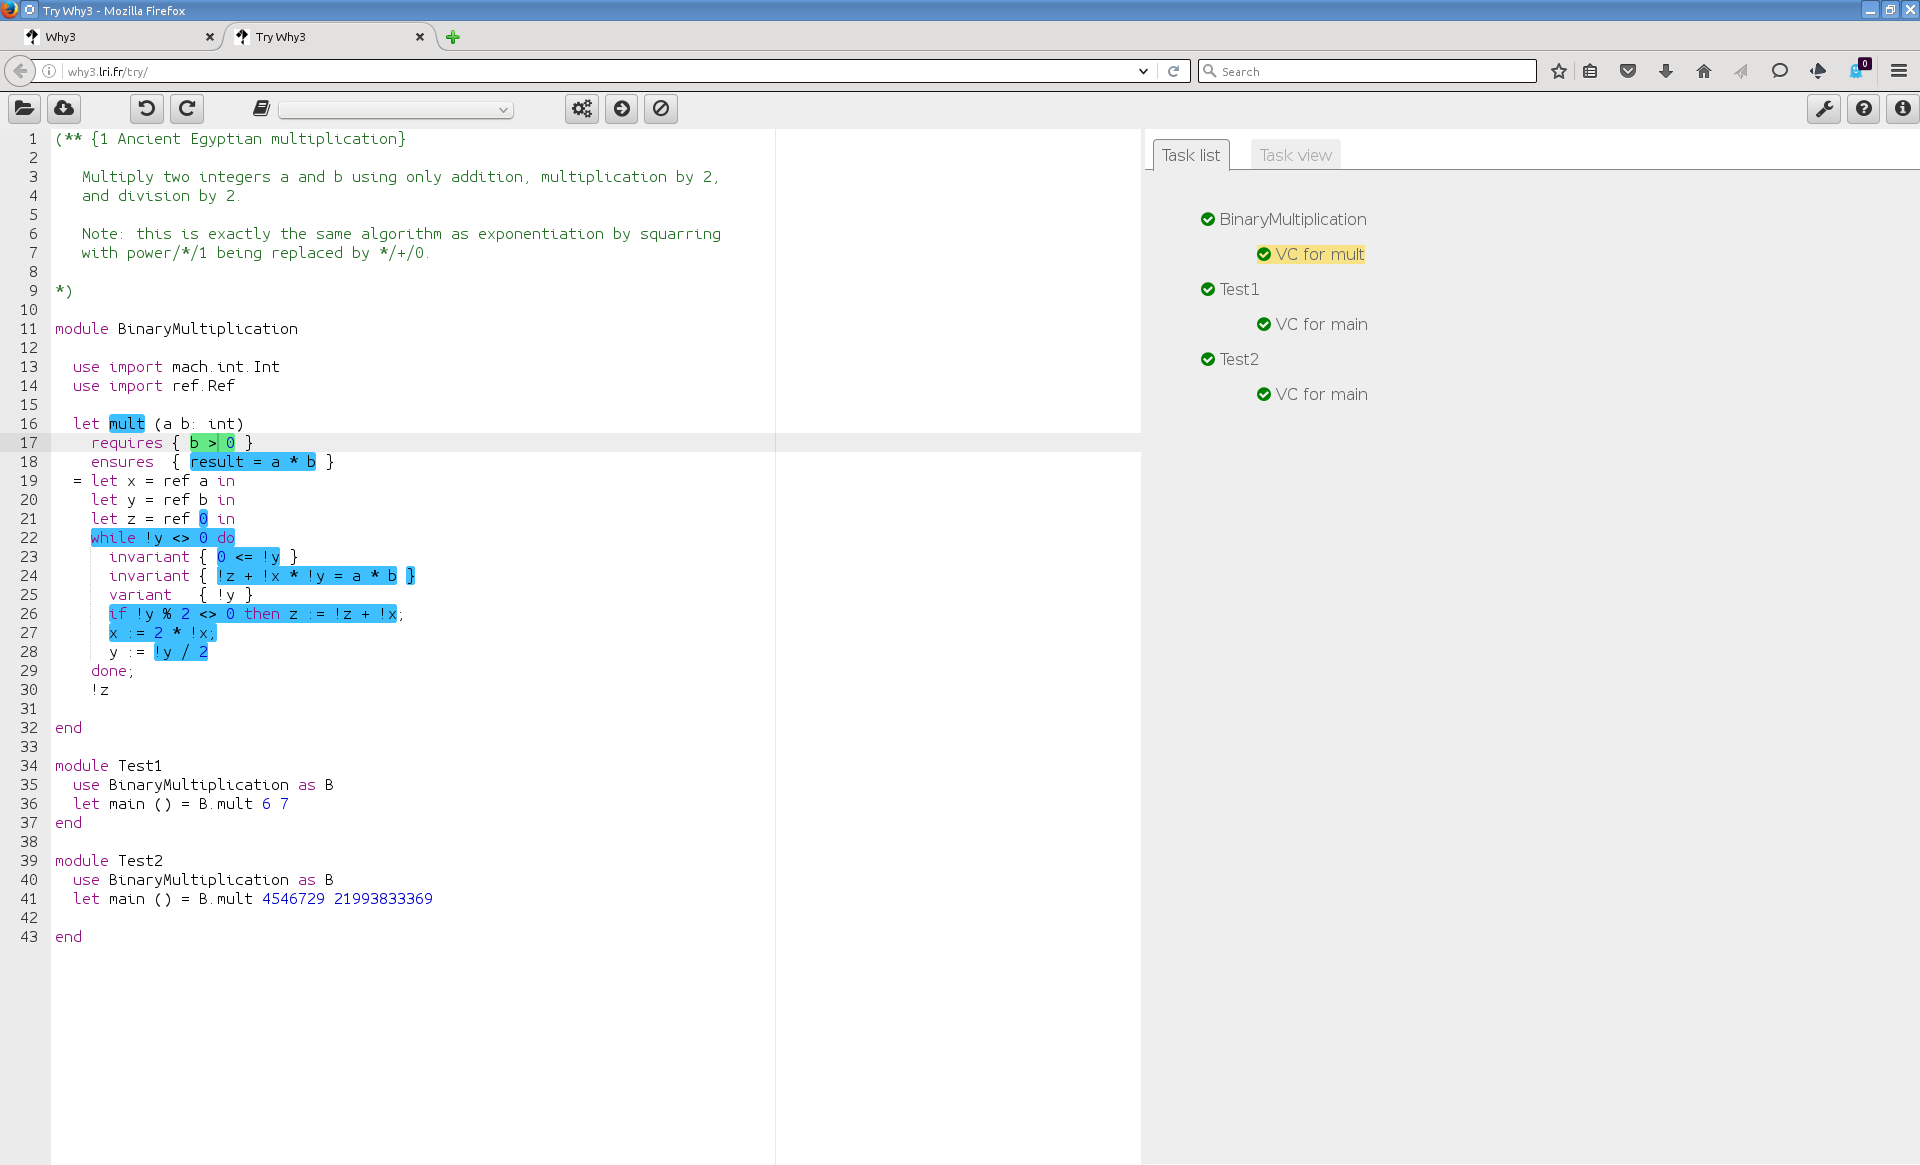 Try Why3 - Mozilla Firefox
Why3
Try Why3
why3.lri.fr/try/
Search
0
1 (** {1 Ancient Egyptian multiplication}
2
3 Multiply two integers a and b using only addition, multiplication by 2,
4 and division by 2.
5
6 Note: this is exactly the same algorithm as exponentiation by squarring
7 with power/*/1 being replaced by */+/0.
8
9 *)
10
11 module BinaryMultiplication
12
13 use import mach.int.Int
14 use import ref.Ref
15
16 let mult (a b: int)
17 requires { b > 0 }
18 ensures { result = a * b }
19 = let x = ref a in
20 let y = ref b in
21 let z = ref 0 in
22 while !y <> 0 do
23 invariant { 0 <= !y }
24 invariant { !z + !x * !y = a * b }
25 variant { !y }
26 if !y % 2 <> 0 then z := !z + !x;
27 x := 2 * !x;
28 y := !y / 2
29 done;
30 !z
31
32 end
33
34 module Test1
35 use BinaryMultiplication as B
36 let main () = B.mult 6 7
37 end
38
39 module Test2
40 use BinaryMultiplication as B
41 let main () = B.mult 4546729 21993833369
42
43 end
Task list
Task view
BinaryMultiplication
VC for mult
Test1
VC for main
Test2
VC for main